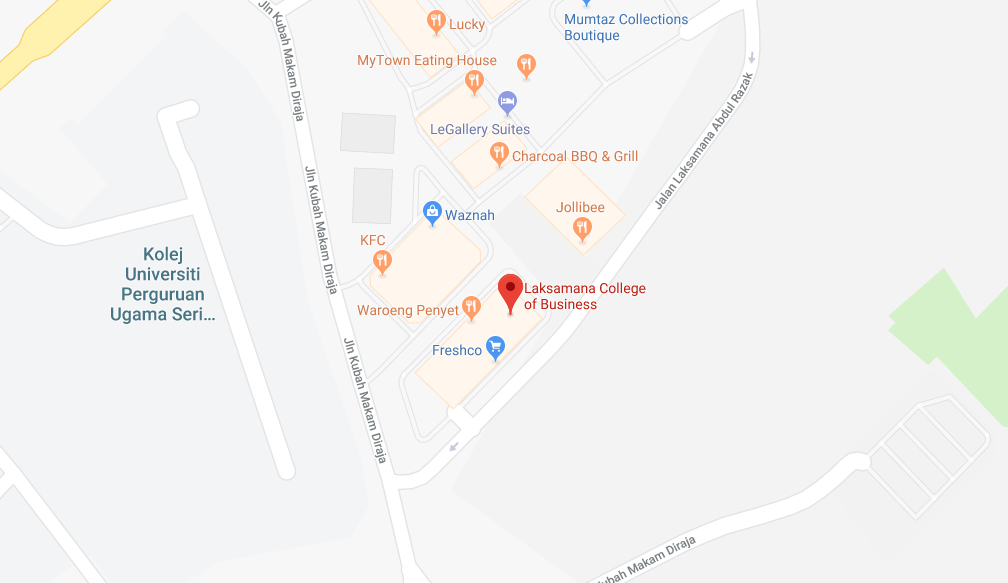 Jln Kubah Makam Diraja
Lucky
Mumtaz Collections
Boutique
MyTown Eating House
LeGallery Suites
Charcoal BBQ & Grill
Jalan Laksamana Abdul Razak
Jln Kubah Makam Diraja
Jollibee
Waznah
KFC
Kolej
Universiti
Perguruan
Ugama Seri...
Laksamana College
of Business
Waroeng Penyet
Freshco
Jln Kubah Makam Diraja
Kubah Makam Diraja